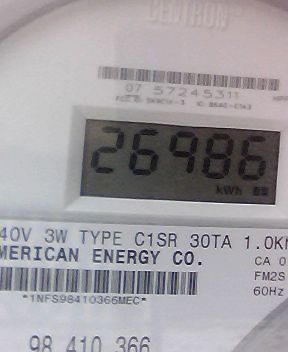 CENTRON
07 57245311
26986
kWh
40V 3W TYPE C1SR 30TA 1.0K
MERICAN ENERGY CO.
CA 0
FM2S
60Hz
*1NFS98410366MEC*
98 410 366